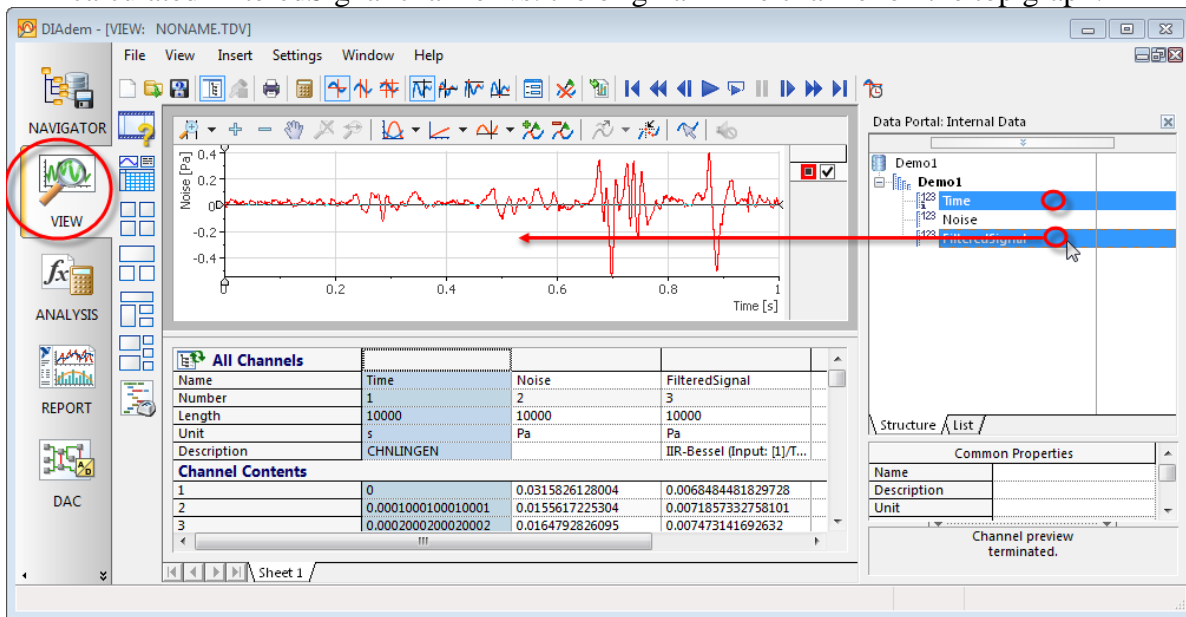 DIAdem - [VIEW: NONAME.TDV]
File View Insert Settings Window Help
NAVIGATOR
VIEW
ANALYSIS
REPORT
DAC
Noise [Pa]
0.4
0.2
0
-0.2
-0.4
0 0.2 0.4 0.6 0.8 1
Time [s]
All Channels
Name Time Noise FilteredSignal
Number 1 2 3
Length 10000 10000 10000
Unit s Pa Pa
Description CHNLINGEN IIR-Bessel (Input: [1]/T...
Channel Contents
1 0 0.0315826128004 0.0068484481829728
2 0.0001000100010001 0.0155617225304 0.0071857332758101
3 0.0002000200020002 0.0164792826095 0.007473141692632
Sheet 1
Data Portal: Internal Data
Demo1
Demo1
Time
Noise
FilteredSignal
Structure List
Common Properties
Name
Description
Unit
Channel preview
terminated.